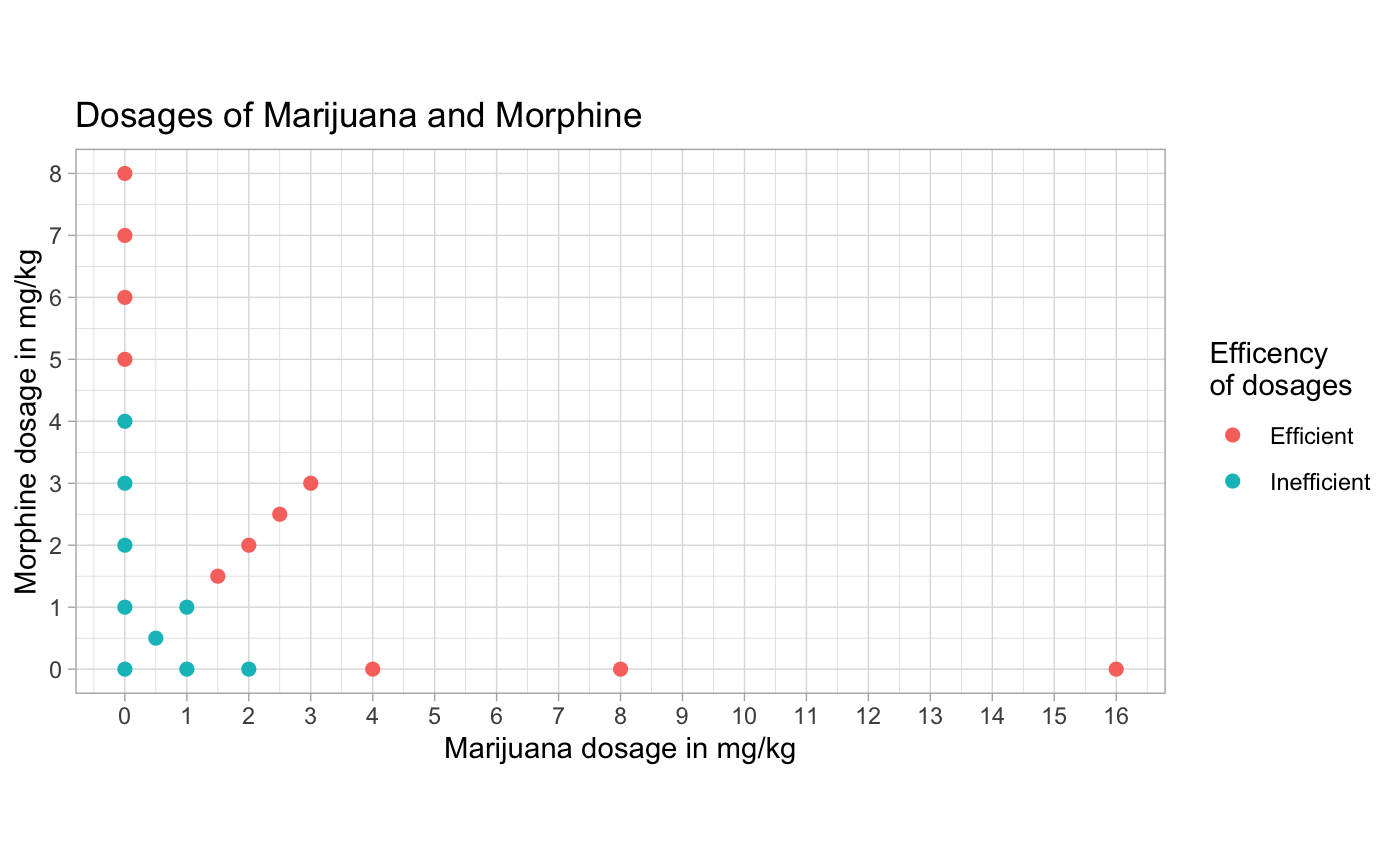 Dosages of Marijuana and Morphine
8
7
6
5
4
3
2
1
0
Morphine dosage in mg/kg
0 1 2 3 4 5 6 7 8 9 10 11 12 13 14 15 16
Marijuana dosage in mg/kg
Efficency
of dosages
Efficient
Inefficient